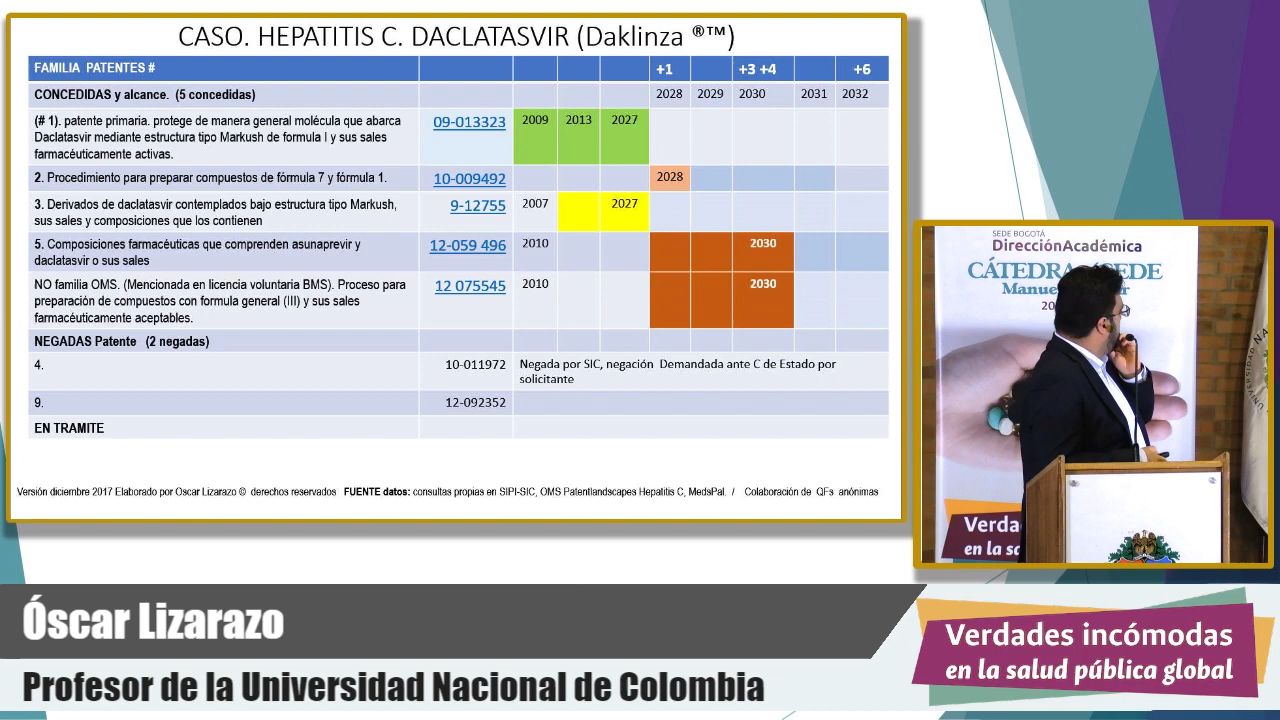 CASO. HEPATITIS C. DACLATASVIR (Daklinza ®™)
FAMILIA PATENTES # +1 +3 +4 +6
CONCEDIDAS y alcance. (5 concedidas) 2028 2029 2030 2031 2032
(# 1). patente primaria. protege de manera general molécula que abarca
Daclatasvir mediante estructura tipo Markush de formula I y sus sales
farmacéuticamente activas.
09-013323 2009 2013 2027
2. Procedimiento para preparar compuestos de fórmula 7 y fórmula 1. 10-009492 2028
3. Derivados de daclatasvir contemplados bajo estructura tipo Markush,
sus sales y composiciones que los contienen
9-12755 2007 2027
5. Composiciones farmacéuticas que comprenden asunaprevir y
daclatasvir o sus sales
12-059 496 2010 2030
NO familia OMS. (Mencionada en licencia voluntaria BMS). Proceso para
preparación de compuestos con formula general (III) y sus sales
farmacéuticamente aceptables.
12 075545 2010 2030
NEGADAS Patente (2 negadas)
4. 10-011972 Negada por SIC, negación Demandada ante C de Estado por
solicitante
9. 12-092352
EN TRAMITE
Versión diciembre 2017 Elaborado por Oscar Lizarazo © derechos reservados FUENTE datos: consultas propias en SIPI-SIC, OMS Patentlandscapes Hepatitis C, MedsPal. / Colaboración de QFs anónimas
SEDE BOGOTÁ
DirecciónAcadémica
CÁTEDRA SEDE
Manue
20
Verda
en la sa
Óscar Lizarazo
Profesor de la Universidad Nacional de Colombia
Verdades incómodas
en la salud pública global